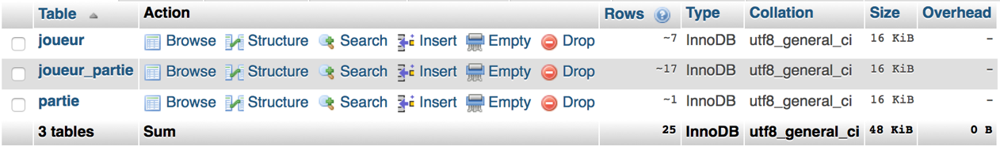 Table Action Rows Type Collation Size Overhead
joueur Browse Structure Search Insert Empty Drop ~7 InnoDB utf8_general_ci 16 KiB -
joueur_partie Browse Structure Search Insert Empty Drop ~17 InnoDB utf8_general_ci 16 KiB -
partie Browse Structure Search Insert Empty Drop ~1 InnoDB utf8_general_ci 16 KiB -
3 tables Sum 25 InnoDB utf8_general_ci 48 KiB 0 B